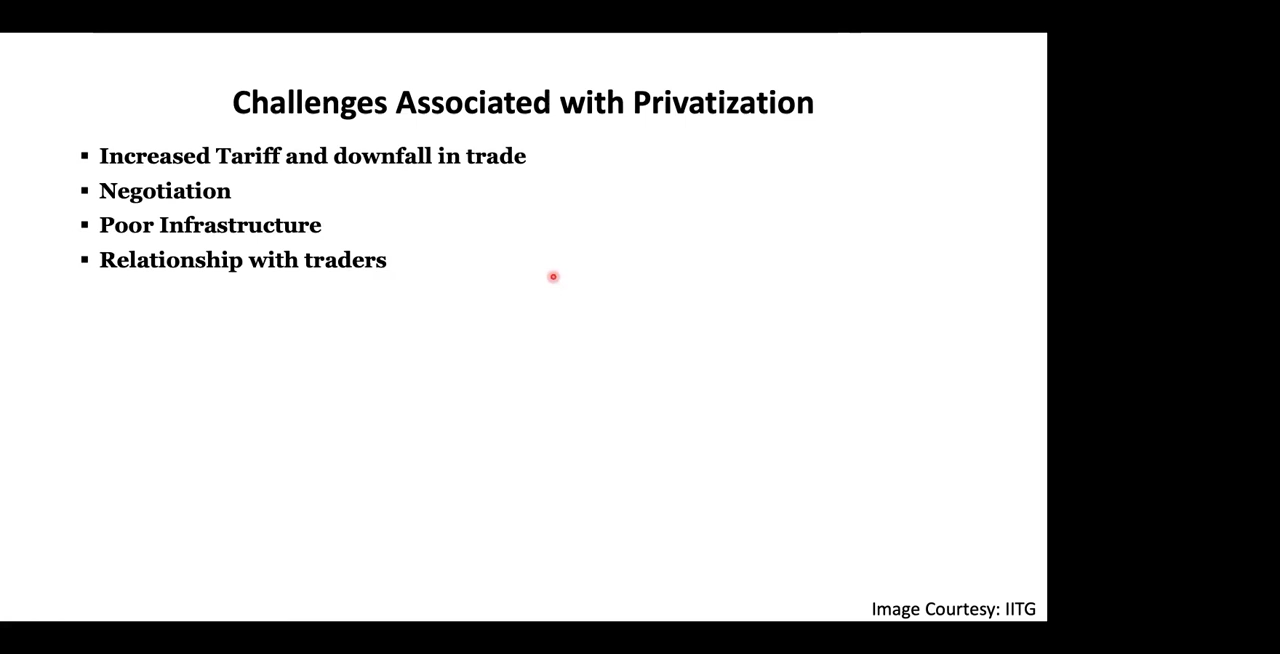 Challenges Associated with Privatization
▪ Increased Tariff and downfall in trade
▪ Negotiation
▪ Poor Infrastructure
▪ Relationship with traders
Image Courtesy: IITG